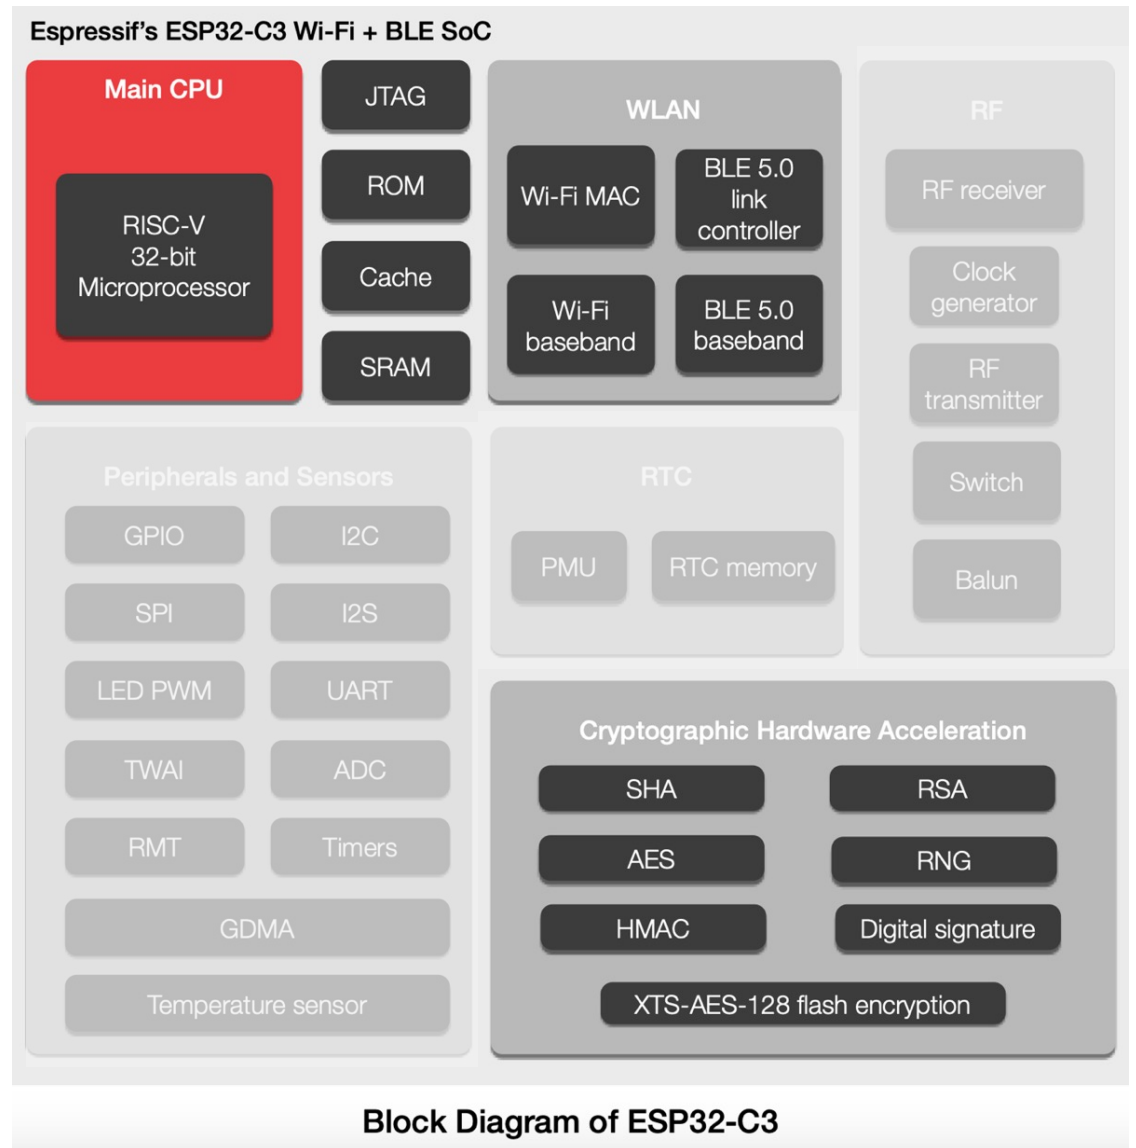 Espressif's ESP32-C3 Wi-Fi + BLE SoC
Main CPU
RISC-V
32-bit
Microprocessor
JTAG
ROM
Cache
SRAM
WLAN
Wi-Fi MAC
BLE 5.0
link
controller
Wi-Fi
baseband
BLE 5.0
baseband
RF
RF receiver
Clock
generator
RF
transmitter
Switch
Balun
Peripherals and Sensors
GPIO
I2C
SPI
I2S
LED PWM
UART
TWAI
ADC
RMT
Timers
GDMA
Temperature sensor
RTC
PMU
RTC memory
Cryptographic Hardware Acceleration
SHA
RSA
AES
RNG
HMAC
Digital signature
XTS-AES-128 flash encryption
Block Diagram of ESP32-C3